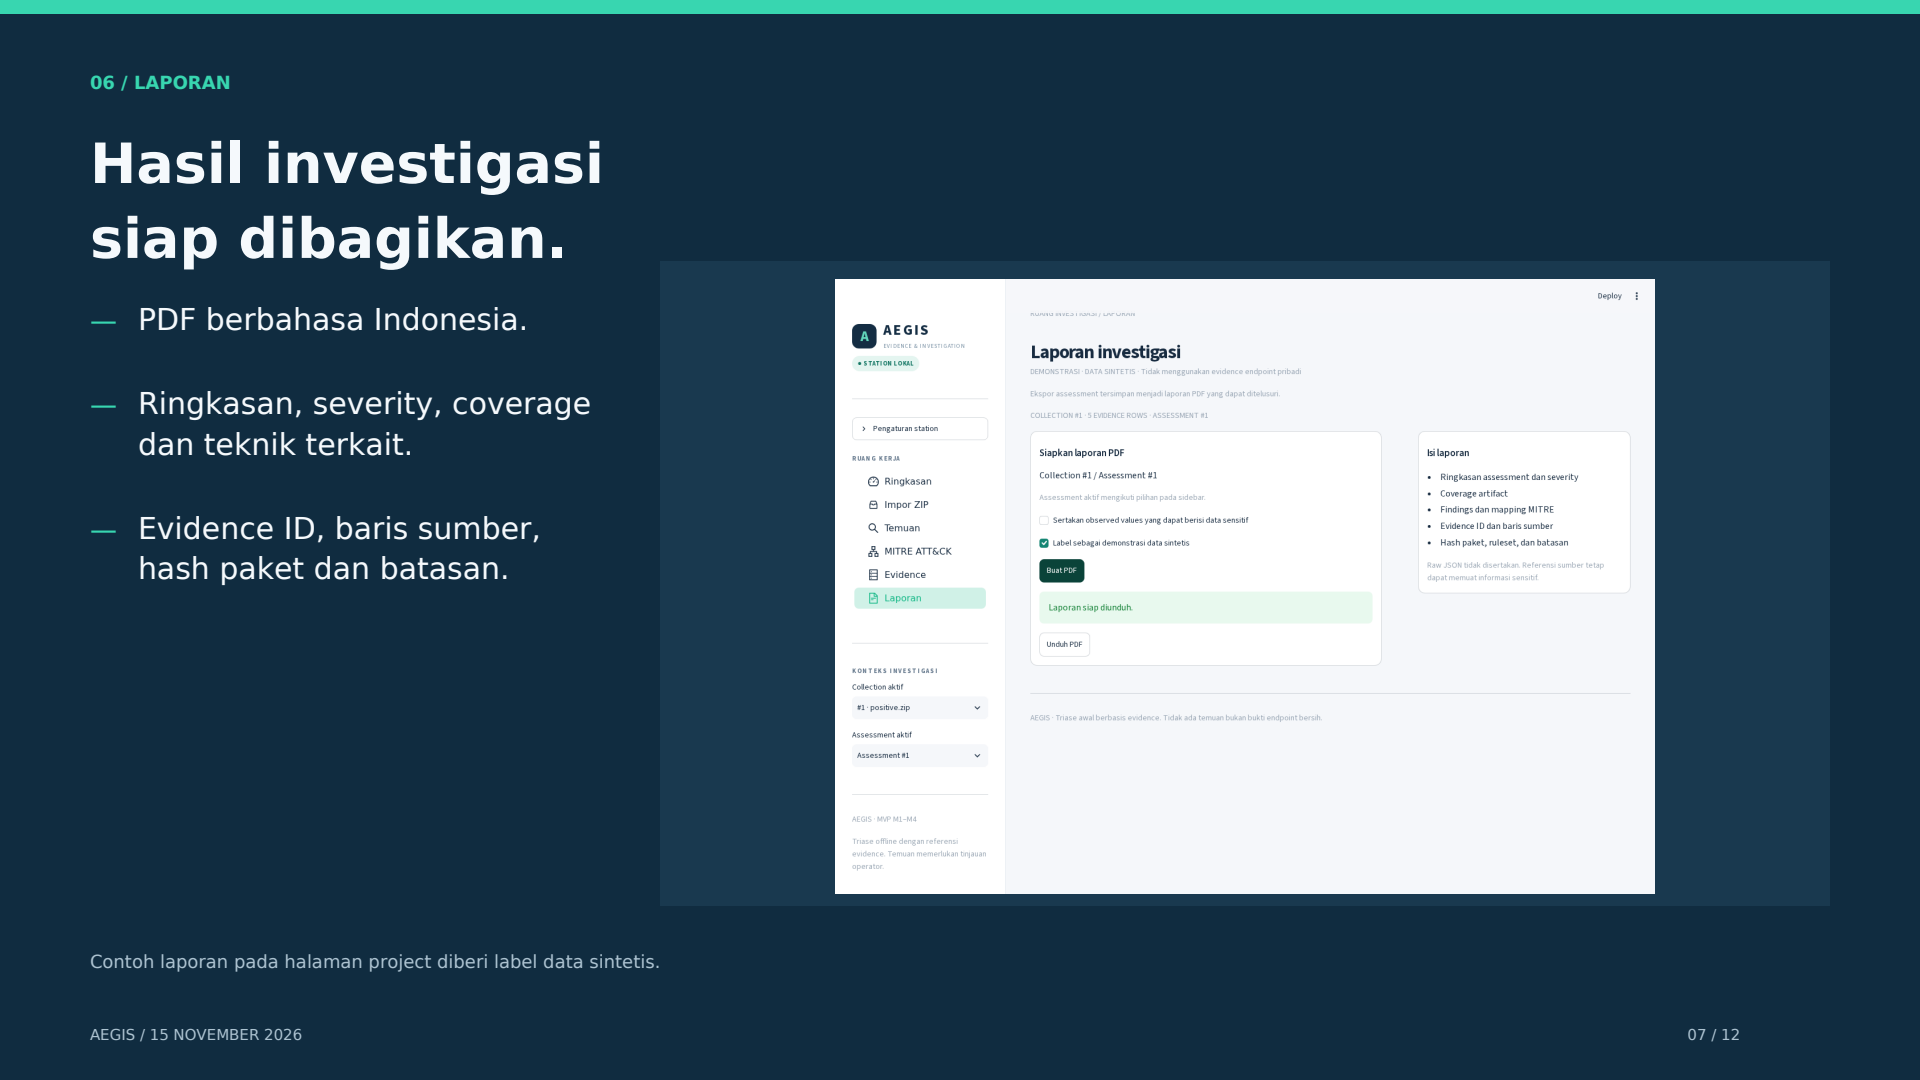 06 / LAPORAN
Hasil investigasi
siap dibagikan.
— PDF berbahasa Indonesia.
— Ringkasan, severity, coverage
dan teknik terkait.
— Evidence ID, baris sumber,
hash paket dan batasan.
A AEGIS
EVIDENCE & INVESTIGATION
• STATION LOKAL
Pengaturan station
RUANG KERJA
Ringkasan
Impor ZIP
Temuan
MITRE ATT&CK
Evidence
Laporan
KONTEKS INVESTIGASI
Collection aktif
#1 · positive.zip
Assessment aktif
Assessment #1
AEGIS · MVP M1–M4
Triase offline dengan referensi
evidence. Temuan memerlukan tinjauan
operator.
Deploy
RUANG INVESTIGASI / LAPORAN
Laporan investigasi
DEMONSTRASI · DATA SINTETIS · Tidak menggunakan evidence endpoint pribadi
Ekspor assessment tersimpan menjadi laporan PDF yang dapat ditelusuri.
COLLECTION #1 · 5 EVIDENCE ROWS · ASSESSMENT #1
Siapkan laporan PDF
Collection #1 / Assessment #1
Assessment aktif mengikuti pilihan pada sidebar.
Sertakan observed values yang dapat berisi data sensitif
Label sebagai demonstrasi data sintetis
Buat PDF
Laporan siap diunduh.
Unduh PDF
Isi laporan
• Ringkasan assessment dan severity
• Coverage artifact
• Findings dan mapping MITRE
• Evidence ID dan baris sumber
• Hash paket, ruleset, dan batasan
Raw JSON tidak disertakan. Referensi sumber tetap
dapat memuat informasi sensitif.
AEGIS · Triase awal berbasis evidence. Tidak ada temuan bukan bukti endpoint bersih.
Contoh laporan pada halaman project diberi label data sintetis.
AEGIS / 15 NOVEMBER 2026
07 / 12